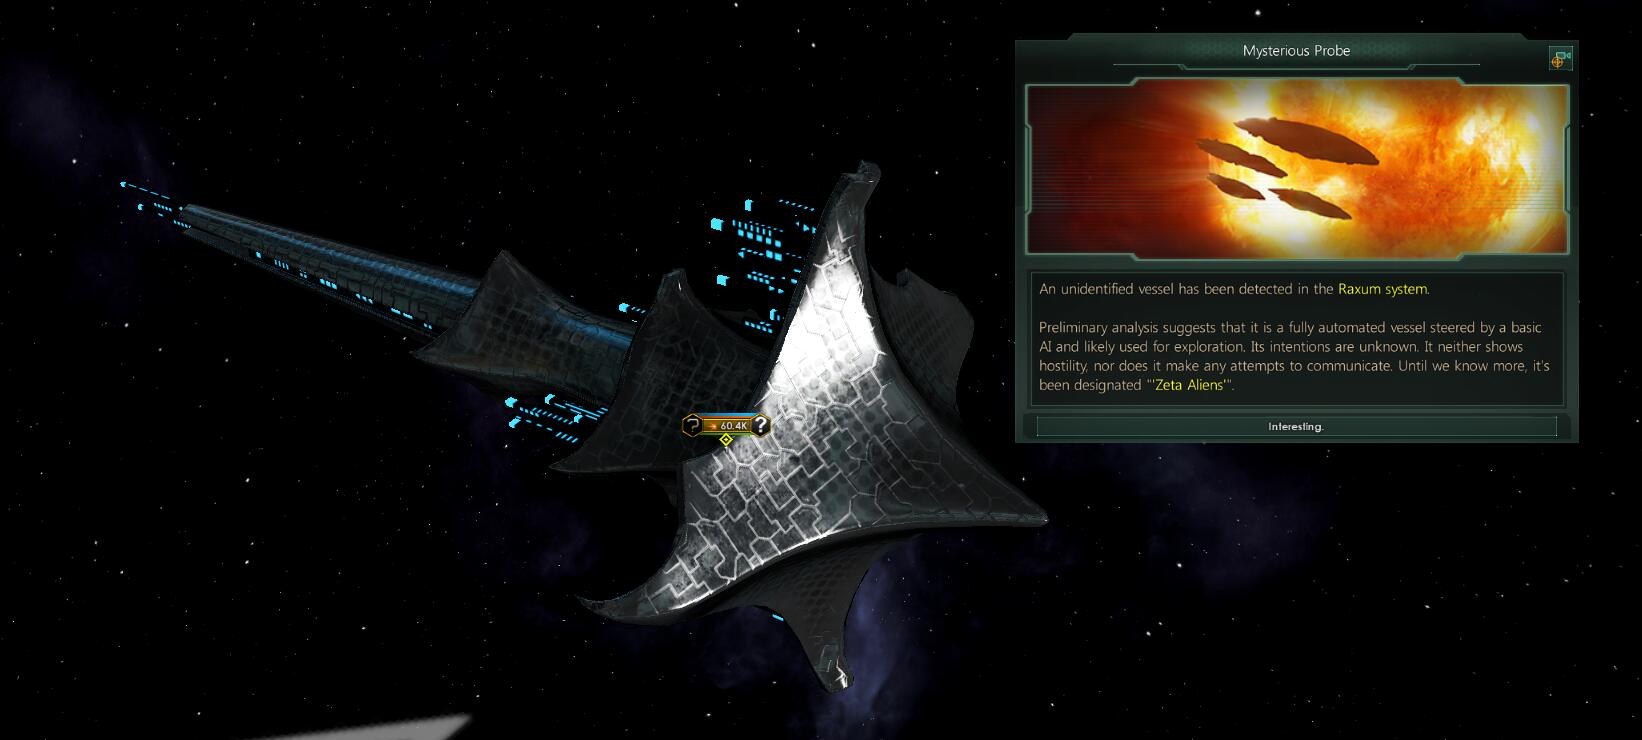 Mysterious Probe
An unidentified vessel has been detected in the Raxum system.
Preliminary analysis suggests that it is a fully automated vessel steered by a basic
AI and likely used for exploration. Its intentions are unknown. It neither shows
hostility, nor does it make any attempts to communicate. Until we know more, it's
been designated "'Zeta Aliens'".
Interesting.
? 60.4K ?